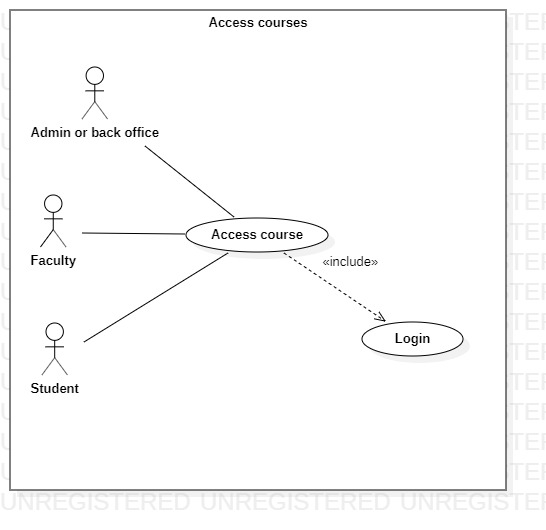 Access courses
Admin or back office
Faculty
Access course
«include»
Login
Student
UNREGISTERED UNREGISTERED UNREGISTERED